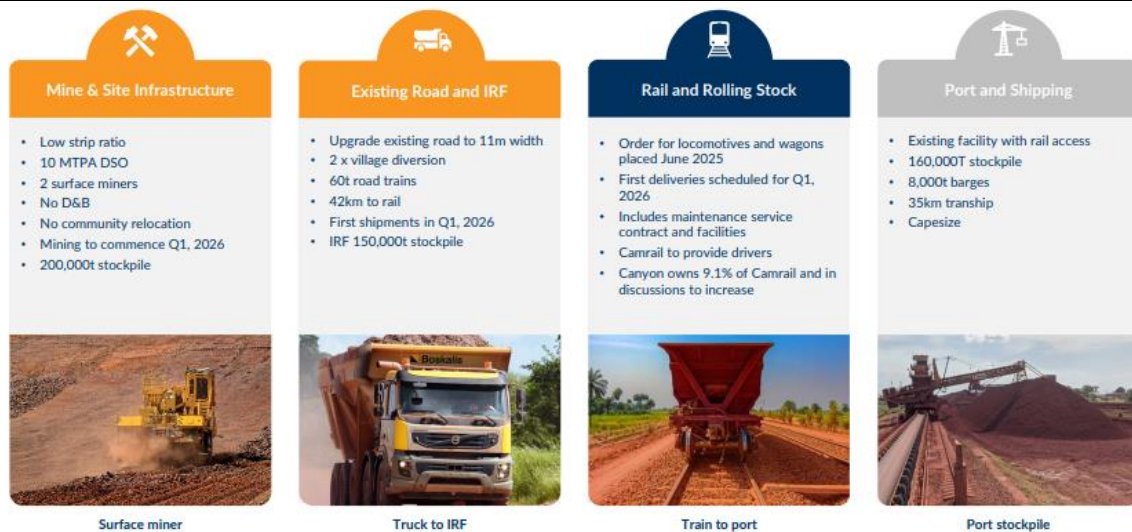 Mine & Site Infrastructure
• Low strip ratio
• 10 MTPA DSO
• 2 surface miners
• No D&B
• No community relocation
• Mining to commence Q1, 2026
• 200,000t stockpile
Surface miner
Existing Road and IRF
• Upgrade existing road to 11m width
• 2 x village diversion
• 60t road trains
• 42km to rail
• First shipments in Q1, 2026
• IRF 150,000t stockpile
Boskalis
Truck to IRF
Rail and Rolling Stock
• Order for locomotives and wagons
placed June 2025
• First deliveries scheduled for Q1,
2026
• Includes maintenance service
contract and facilities
• Camrail to provide drivers
• Canyon owns 9.1% of Camrail and in
discussions to increase
Train to port
Port and Shipping
• Existing facility with rail access
• 160,000T stockpile
• 8,000t barges
• 35km tranship
• Capesize
Port stockpile